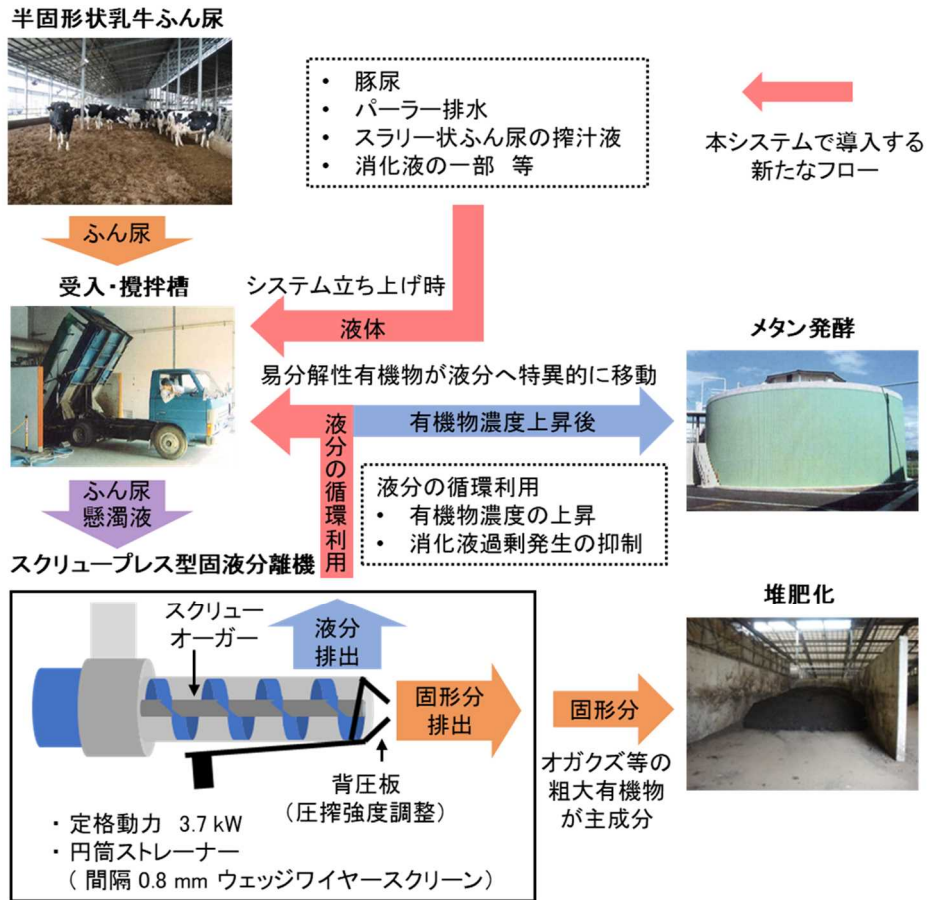 半固形状乳牛ふん尿
・ 豚尿
・ パーラー排水
・ スラリー状ふん尿の搾汁液
・ 消化液の一部 等
本システムで導入する
新たなフロー
ふん尿
受入・攪拌槽
システム立ち上げ時
液体
メタン発酵
易分解性有機物が液分へ特異的に移動
有機物濃度上昇後
液分の循環利用
液分の循環利用
・ 有機物濃度の上昇
・ 消化液過剰発生の抑制
ふん尿
懸濁液
スクリュープレス型固液分離機
堆肥化
スクリュー
オーガー
液分
排出
固形分
排出
固形分
背圧板
（圧搾強度調整）
オガクズ等の
粗大有機物
が主成分
・ 定格動力 3.7 kW
・ 円筒ストレーナー
（ 間隔 0.8 mm ウェッジワイヤースクリーン）